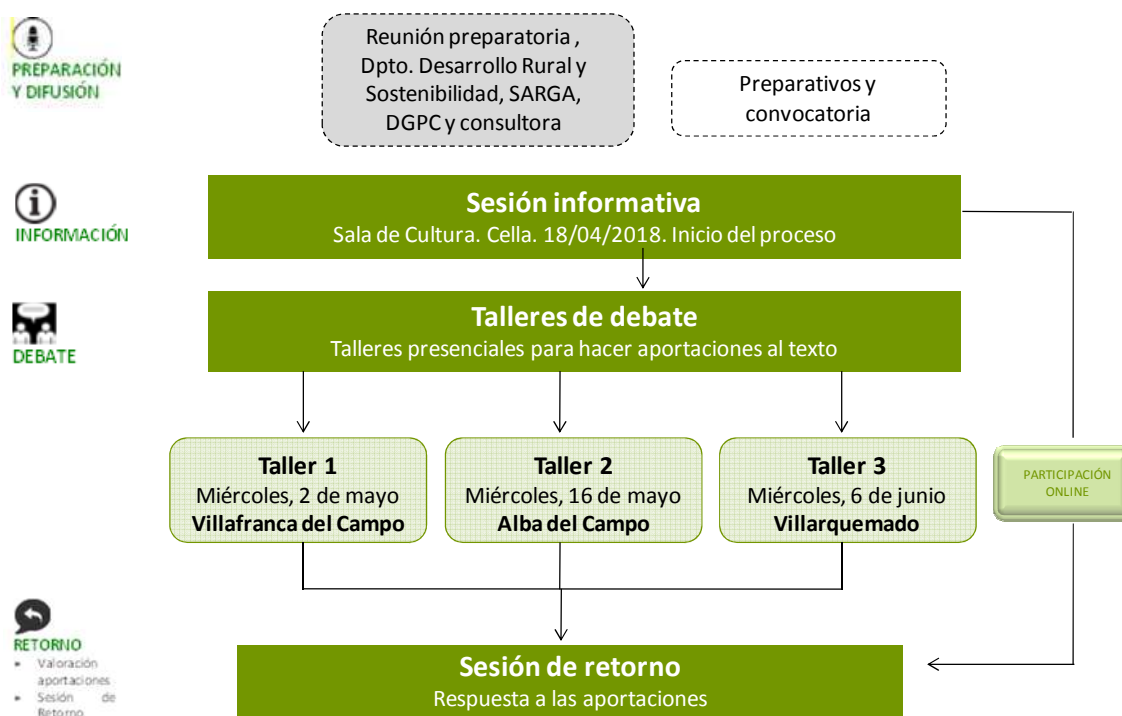 PREPARACIÓN
Y DIFUSIÓN
Reunión preparatoria ,
Dpto. Desarrollo Rural y
Sostenibilidad, SARGA,
DGPC y consultora
Preparativos y
convocatoria
INFORMACIÓN
Sesión informativa
Sala de Cultura. Cella. 18/04/2018. Inicio del proceso
DEBATE
Talleres de debate
Talleres presenciales para hacer aportaciones al texto
Taller 1
Miércoles, 2 de mayo
Villafranca del Campo
Taller 2
Miércoles, 16 de mayo
Alba del Campo
Taller 3
Miércoles, 6 de junio
Villarquemado
PARTICIPACIÓN
ONLINE
RETORNO
• Valoración
aportaciones
• Sesión de
Retorno
Sesión de retorno
Respuesta a las aportaciones